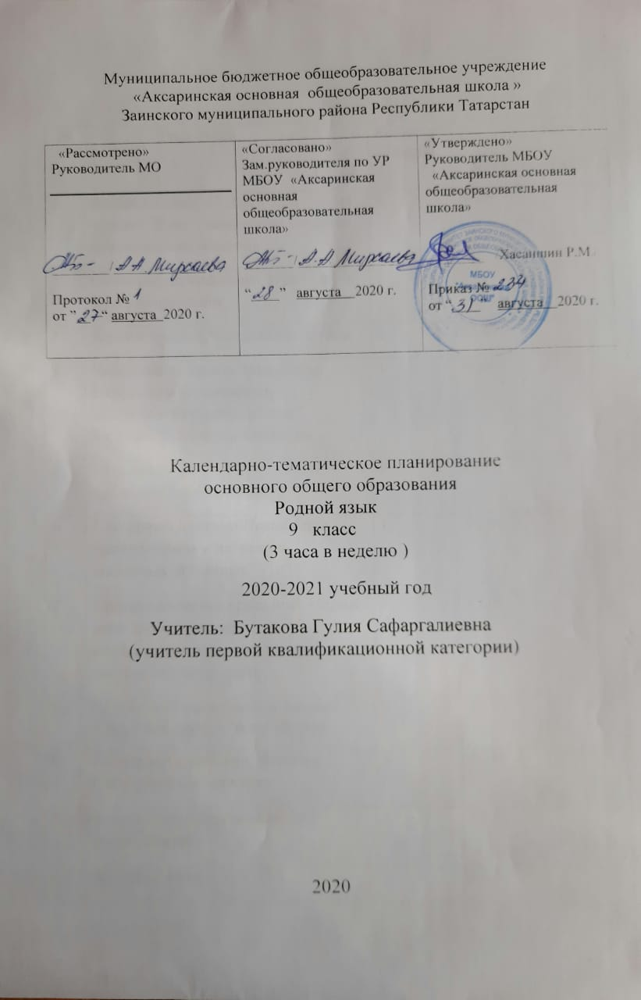 Муниципальное бюджетное общеобразовательное учреждение
«Аксаринская основная общеобразовательная школа »
Заинского муниципального района Республики Татарстан
«Рассмотрено»
Руководитель МО
А А Мирхаева
Протокол № 1
от ” 27 “ августа 2020 г.
«Согласовано»
Зам.руководителя по УР
МБОУ «Аксаринская
основная
общеобразовательная
школа»
А.А Мирхаева
“ 28 ” августа 2020 г.
«Утверждено»
Руководитель МБОУ
«Аксаринская основная
общеобразовательная
школа»
Хасаншин Р.М.
МБОУ
Приказ № 234
от “ 31 ” августа 2020 г.
Календарно-тематическое планирование
основного общего образования
Родной язык
9 класс
(3 часа в неделю )
2020-2021 учебный год
Учитель: Бутакова Гулия Сафаргалиевна
(учитель первой квалификационной категории)
2020